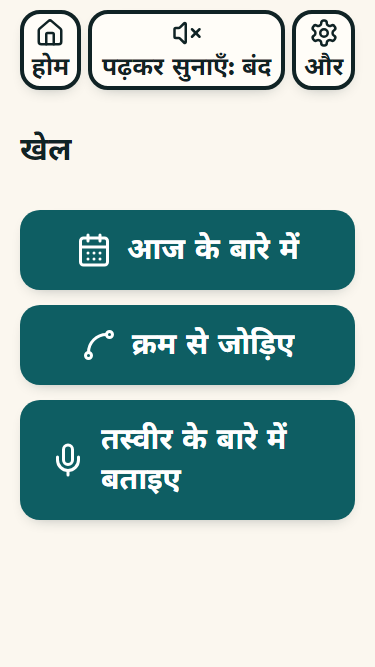 होम
पढ़कर सुनाएँ: बंद
और
खेल
आज के बारे में
क्रम से जोड़िए
तस्वीर के बारे में
बताइए